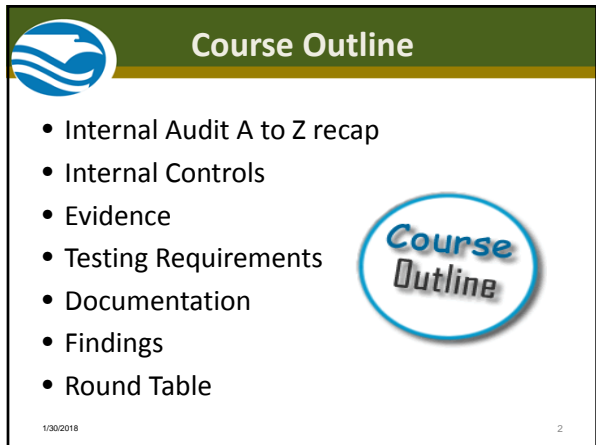 Course Outline
• Internal Audit A to Z recap
• Internal Controls
• Evidence
• Testing Requirements
• Documentation
• Findings
• Round Table
Course
Outline
1/30/2018
2